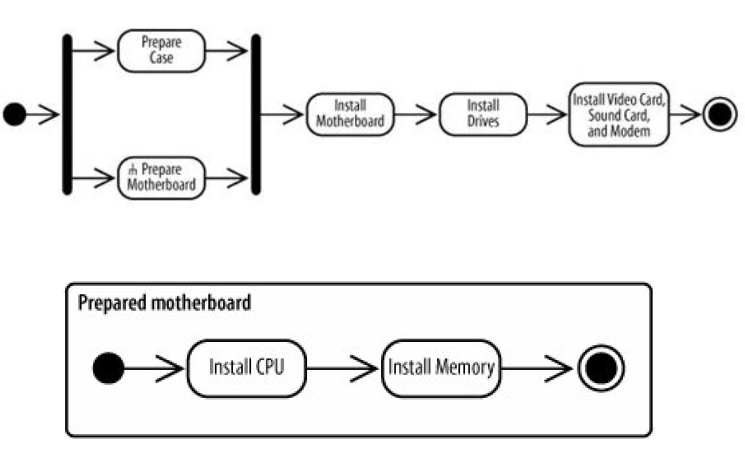 Prepare
Case
Prepare
Motherboard
Install
Motherboard
Install
Drives
Install Video Card,
Sound Card,
and Modem
Prepared motherboard
Install CPU
Install Memory